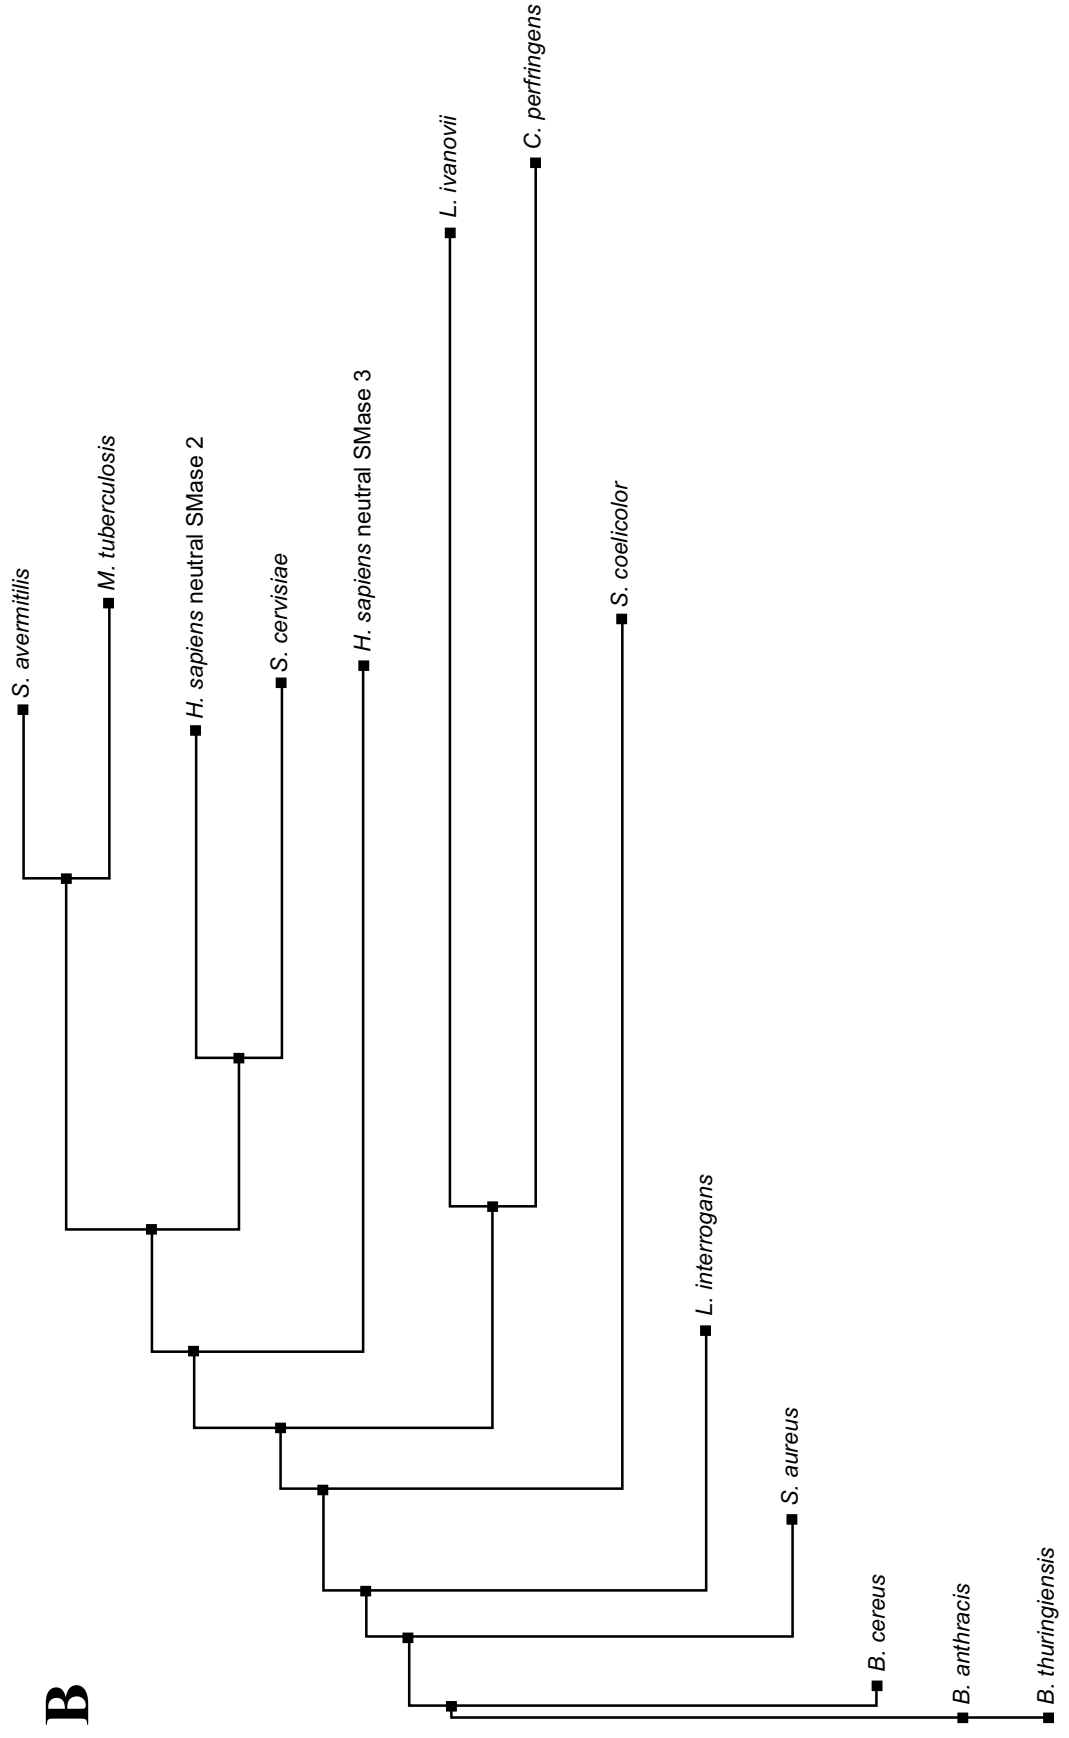 B
S. avermitilis
M. tuberculosis
H. sapiens neutral SMase 2
S. cervisiae
H. sapiens neutral SMase 3
L. ivanovii
C. perfringens
S. coelicolor
L. interrogans
S. aureus
B. cereus
B. anthracis
B. thuringiensis